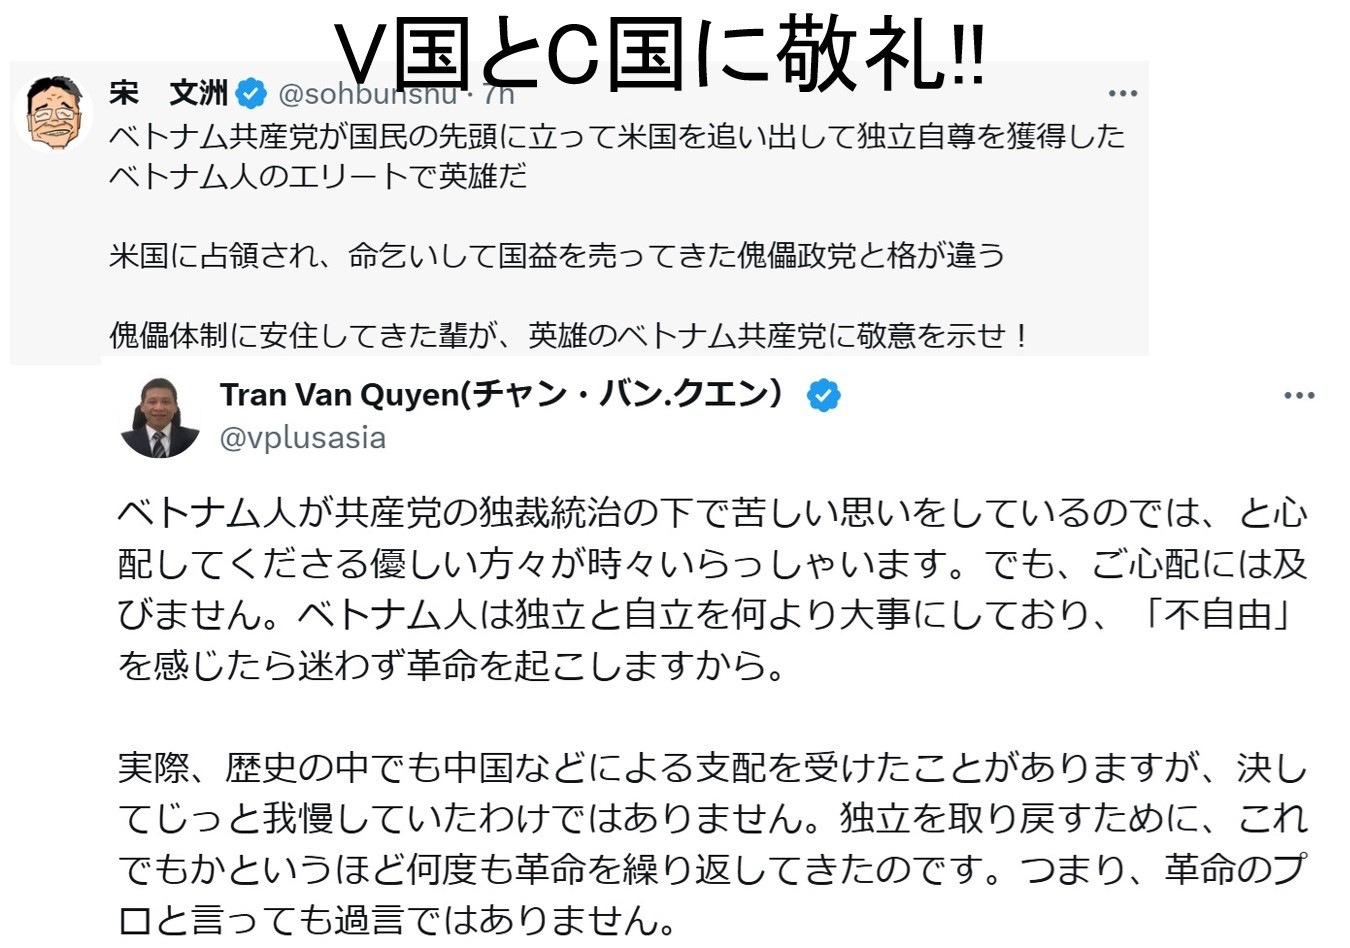 V国とC国に敬礼!!
宋　文洲 @sohbunshu · 7h
ベトナム共産党が国民の先頭に立って米国を追い出して独立自尊を獲得した
ベトナム人のエリートで英雄だ
米国に占領され、命乞いして国益を売ってきた傀儡政党と格が違う
傀儡体制に安住してきた輩が、英雄のベトナム共産党に敬意を示せ！
Tran Van Quyen(チャン・バン.クエン）
@vplusasia
ベトナム人が共産党の独裁統治の下で苦しい思いをしているのでは、と心
配してくださる優しい方々が時々いらっしゃいます。でも、ご心配には及
びません。ベトナム人は独立と自立を何より大事にしており、「不自由」
を感じたら迷わず革命を起こしますから。
実際、歴史の中でも中国などによる支配を受けたことがありますが、決し
てじっと我慢していたわけではありません。独立を取り戻すために、これ
でもかというほど何度も革命を繰り返してきたのです。つまり、革命のプ
ロと言っても過言ではありません。